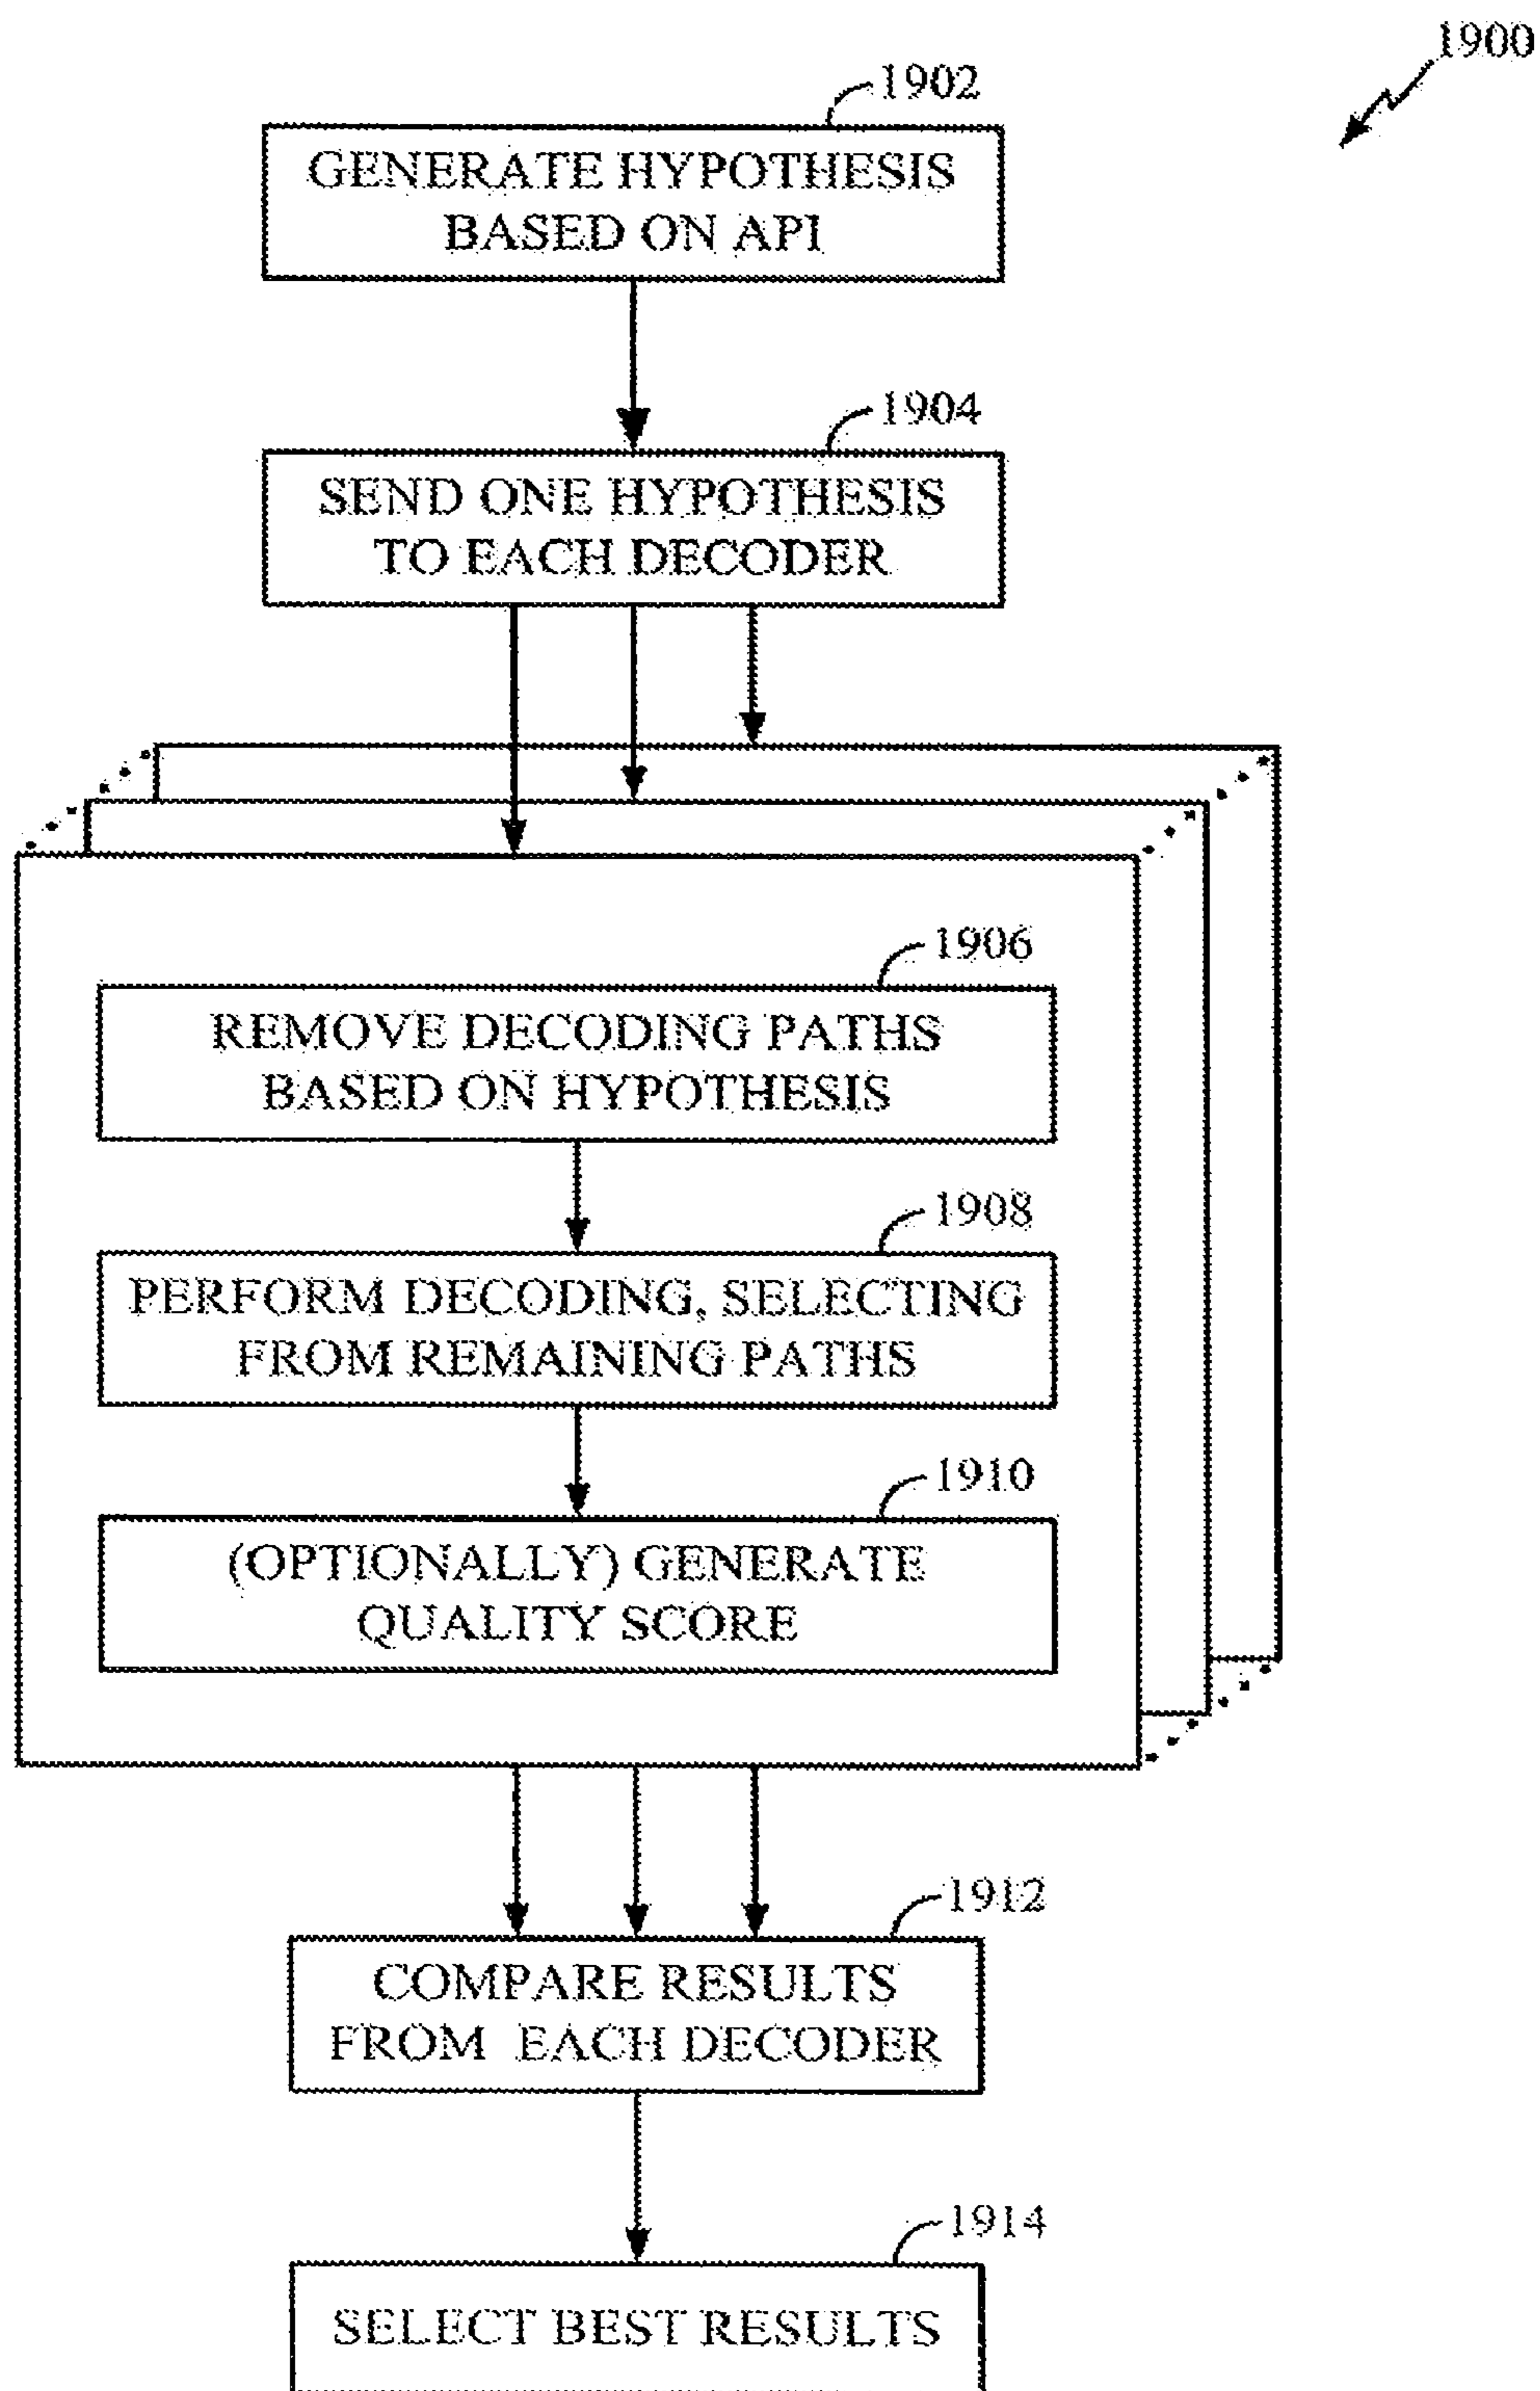 1900
1902
GENERATE HYPOTHESIS
BASED ON API
1904
SEND ONE HYPOTHESIS
TO EACH DECODER
1906
REMOVE DECODING PATHS
BASED ON HYPOTHESIS
1908
PERFORM DECODING, SELECTING
FROM REMAINING PATHS
1910
(OPTIONALLY) GENERATE
QUALITY SCORE
1912
COMPARE RESULTS
FROM EACH DECODER
1914
SELECT BEST RESULTS